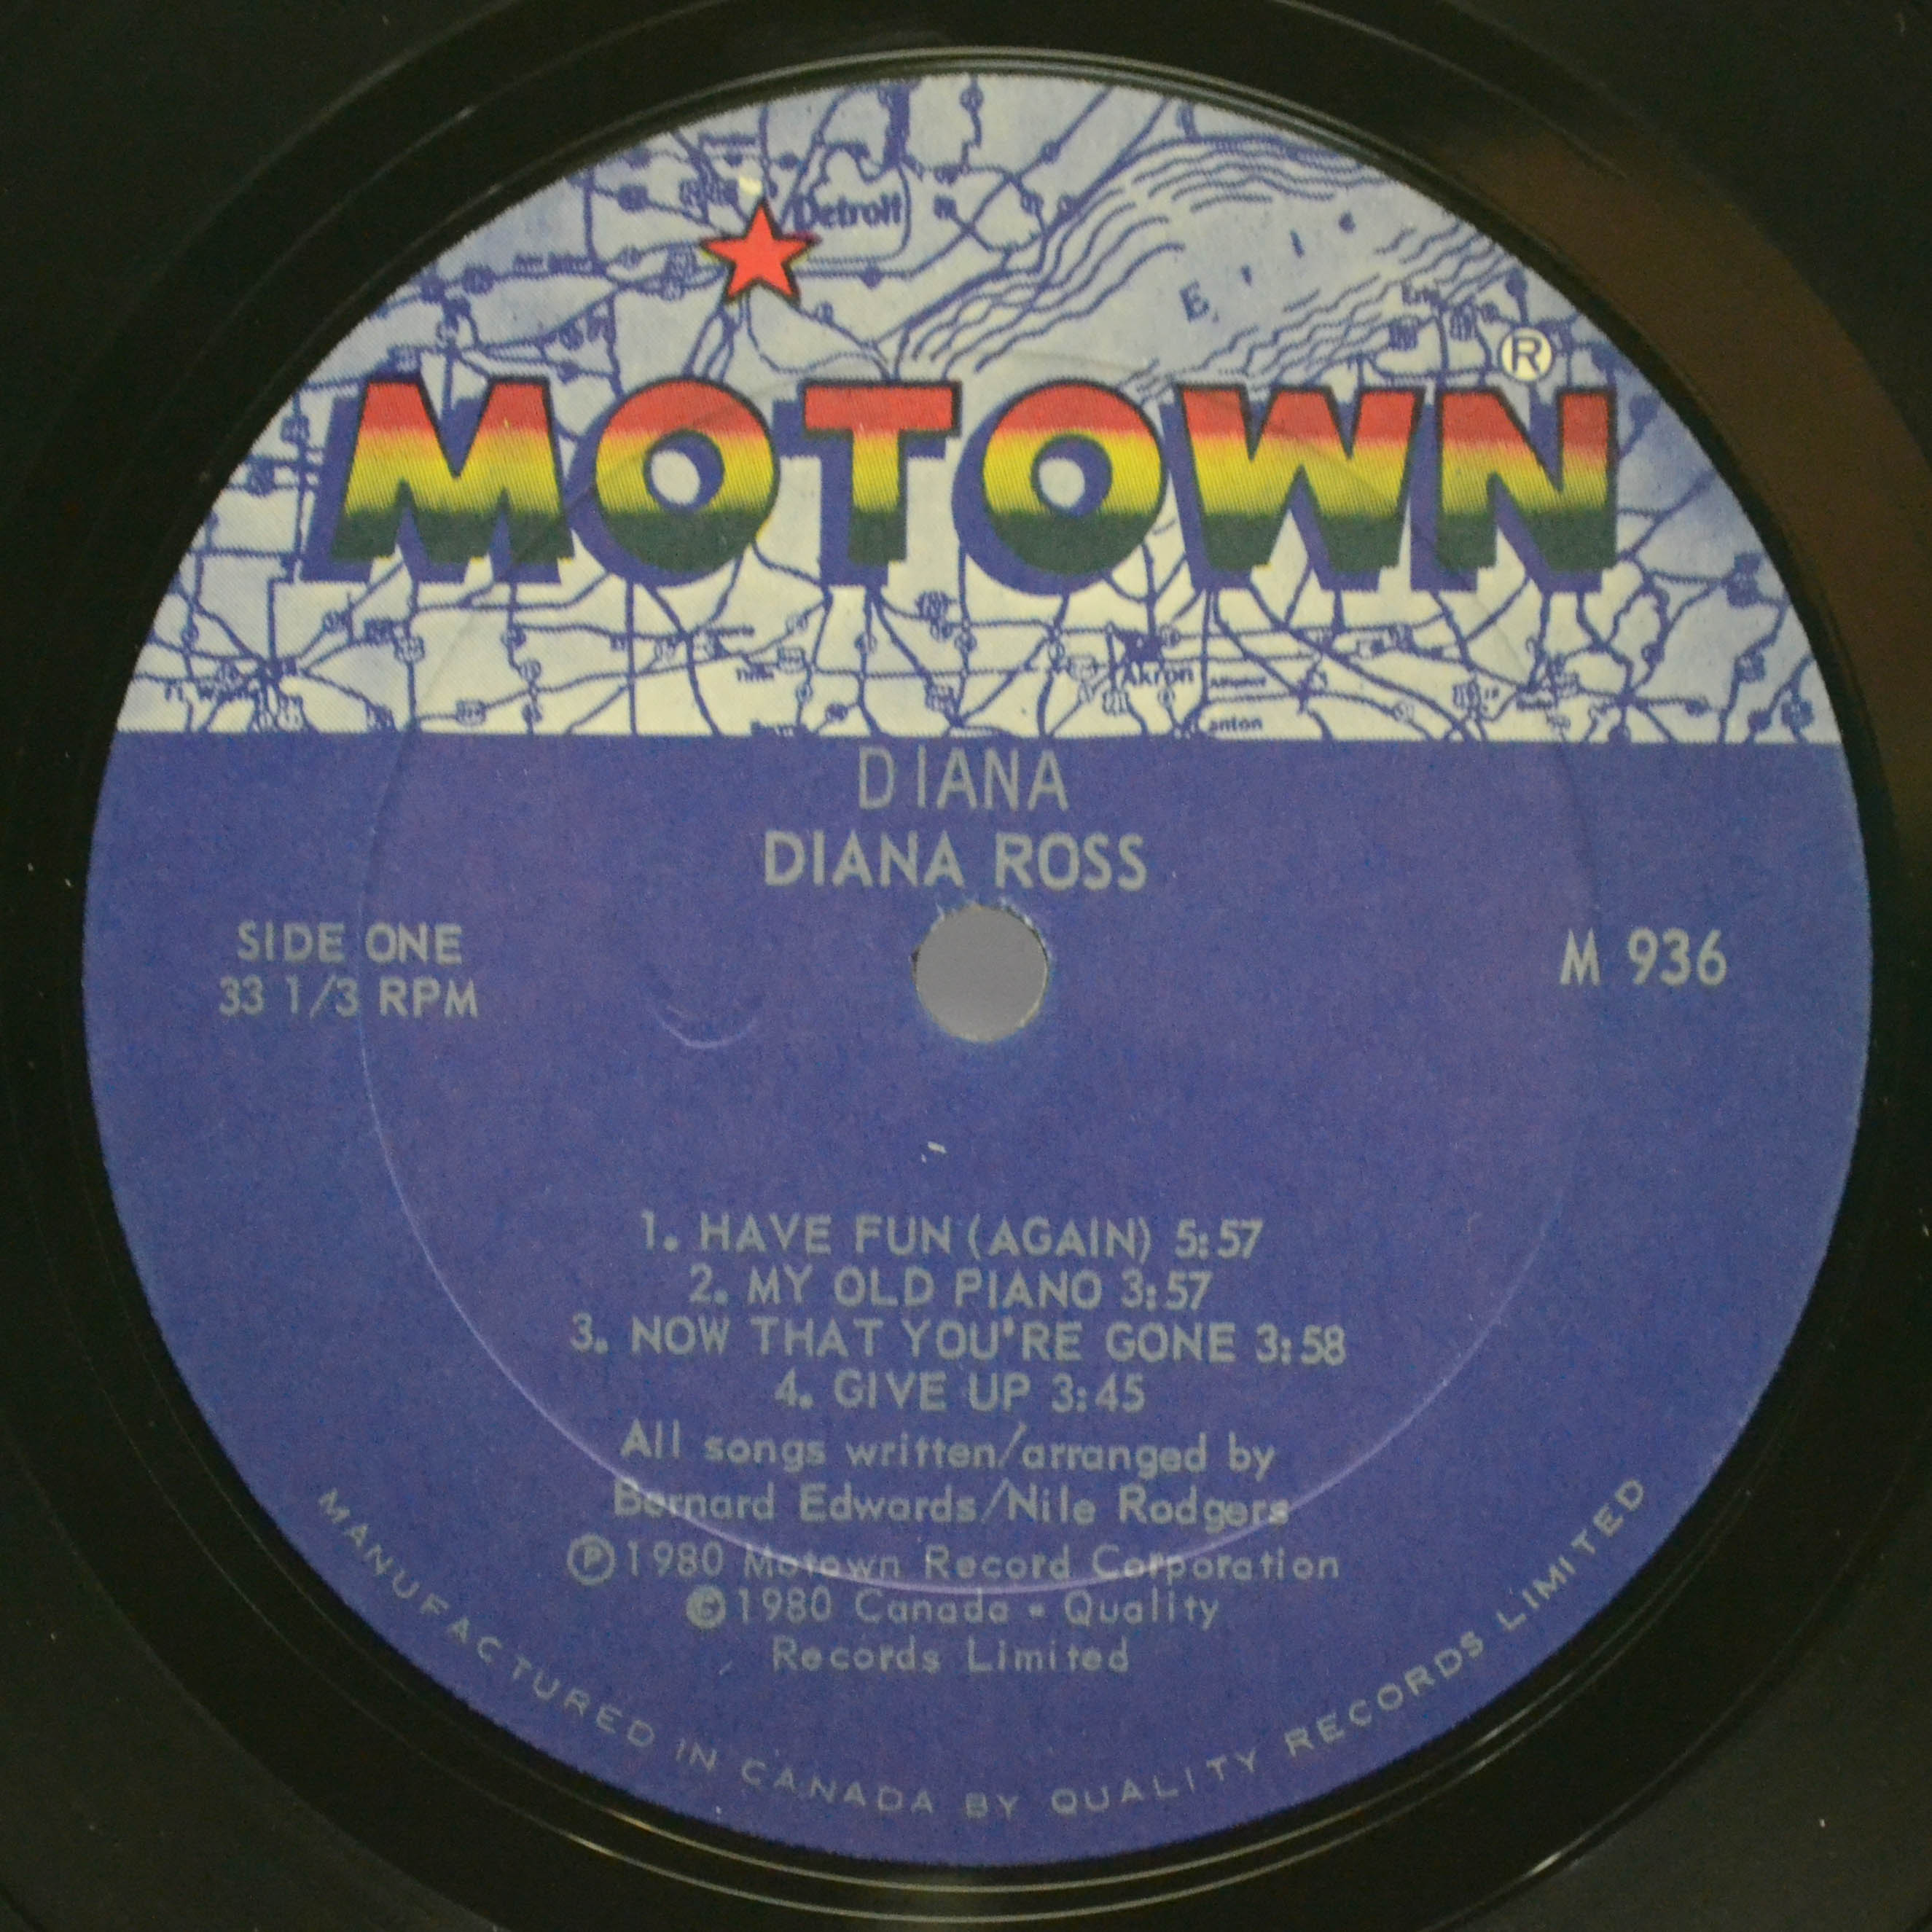 Detroit
E r i e
Erie
®
MOTOWN
Akron
DIANA
DIANA ROSS
SIDE ONE
33 1/3 RPM
M 936
1. HAVE FUN (AGAIN) 5:57
2. MY OLD PIANO 3:57
3. NOW THAT YOU'RE GONE 3:58
4. GIVE UP 3:45
All songs written/arranged by
Bernard Edwards/Nile Rodgers
℗1980 Motown Record Corporation
©1980 Canada - Quality
Records Limited
MANUFACTURED IN CANADA BY QUALITY RECORDS LIMITED